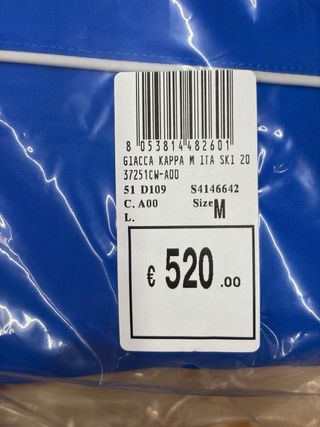 8 053814 482601
GIACCA KAPPA M ITA SKI 20
37251CW-A00
51 D109 S4146642
C. A00 Size M
L.
€ 520 .00